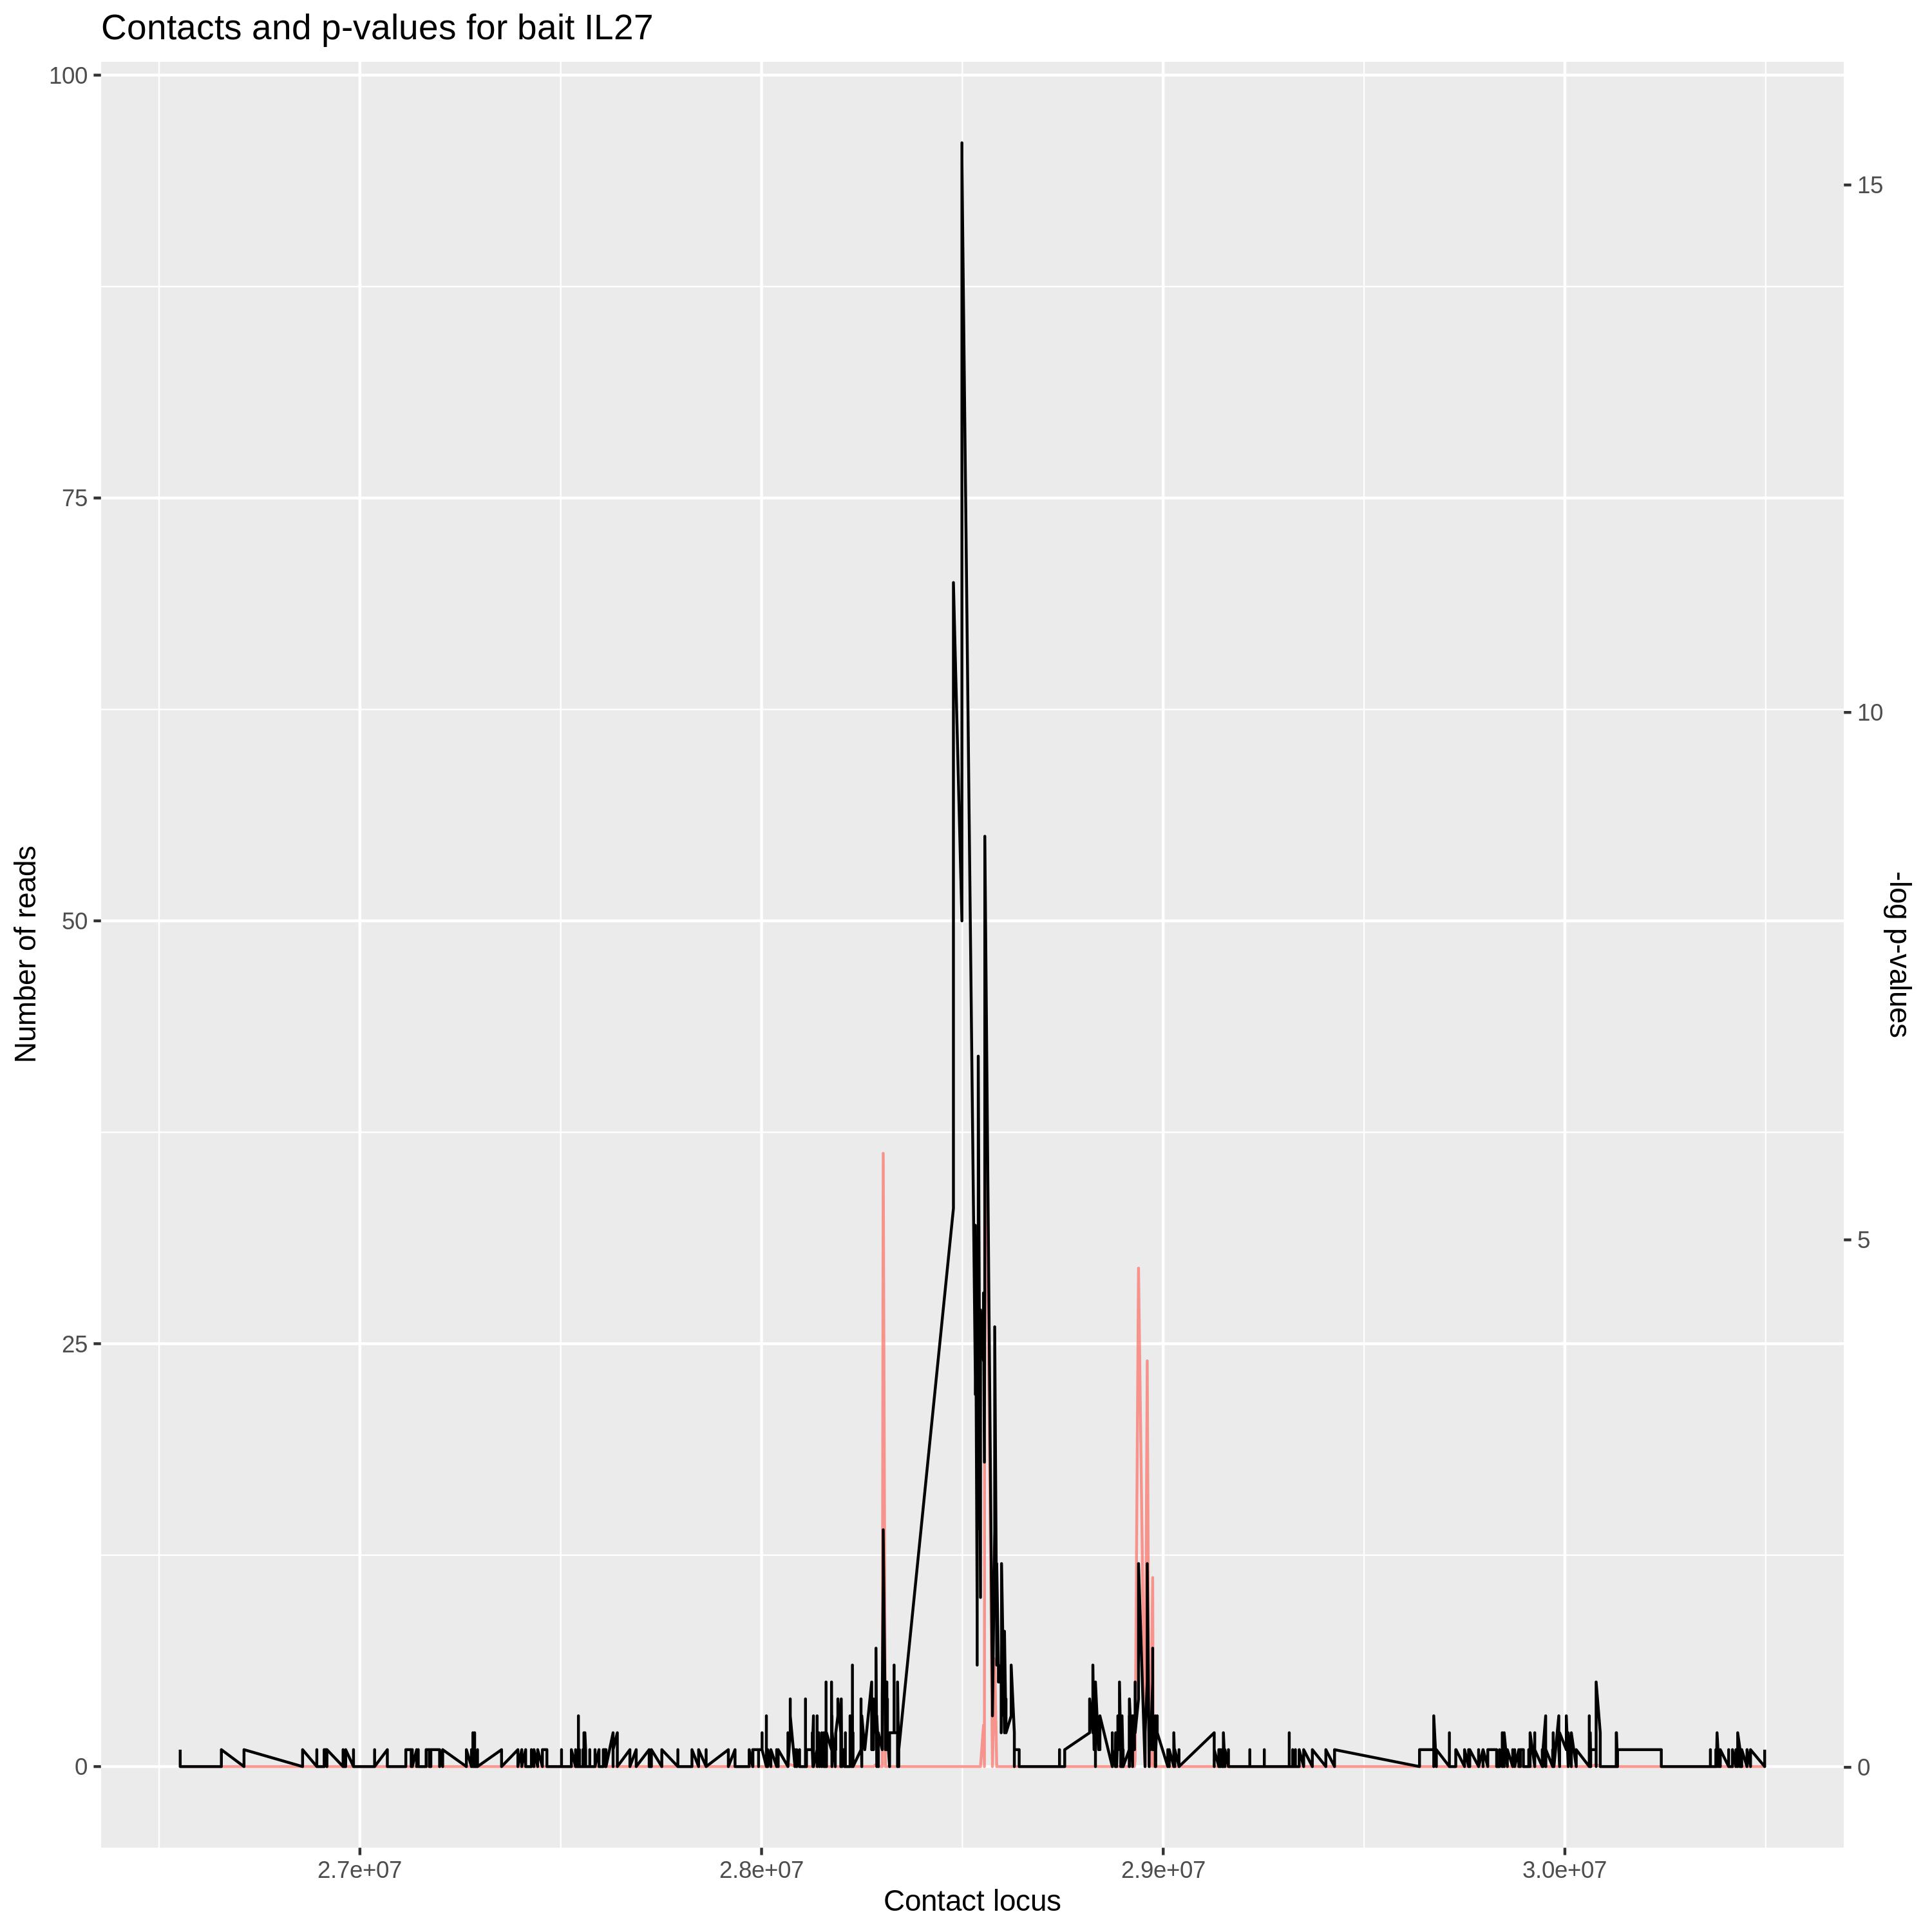 Contacts and p-values for bait IL27
100
75
50
25
0
Number of reads
15
10
5
0
-log p-values
2.7e+07 2.8e+07 2.9e+07 3.0e+07
Contact locus